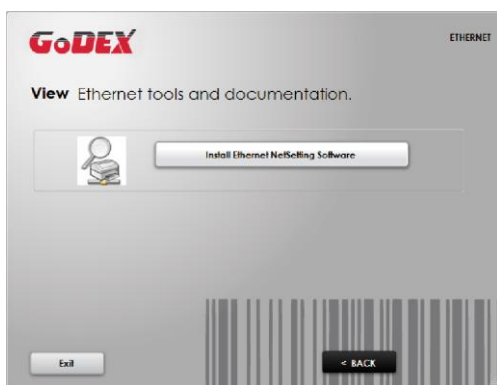 GoDEX
ETHERNET
View Ethernet tools and documentation.
Install Ethernet NetSetting Software
Exit
< BACK